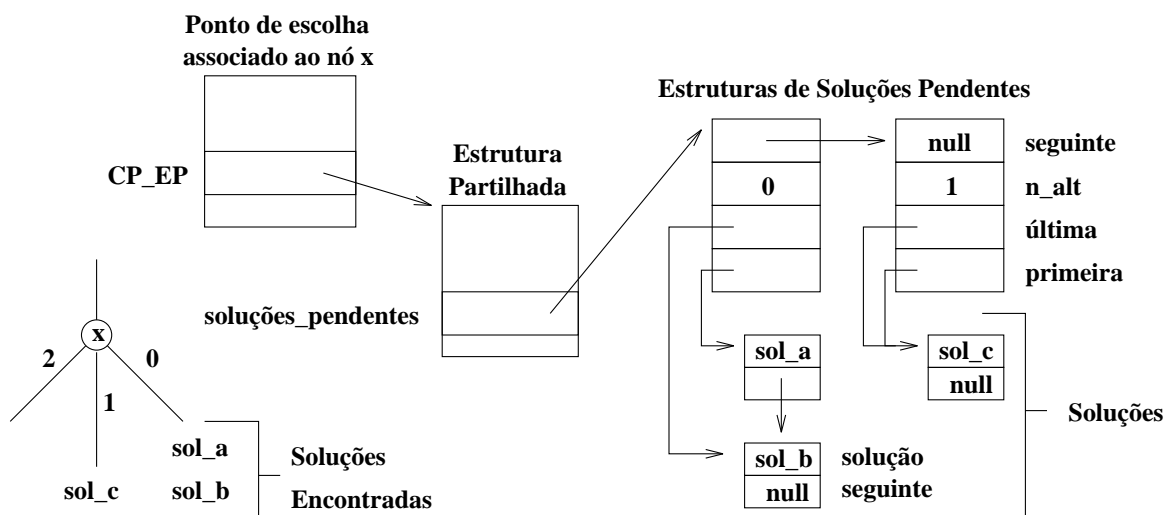 Ponto de escolha
associado ao nó x
CP_EP
Estrutura
Partilhada
soluções_pendentes
Estruturas de Soluções Pendentes
null
seguinte
0
1
n_alt
última
primeira
sol_a
sol_c
null
Soluções
sol_b
null
solução
seguinte
x
2
0
1
sol_a
sol_c
sol_b
Soluções
Encontradas